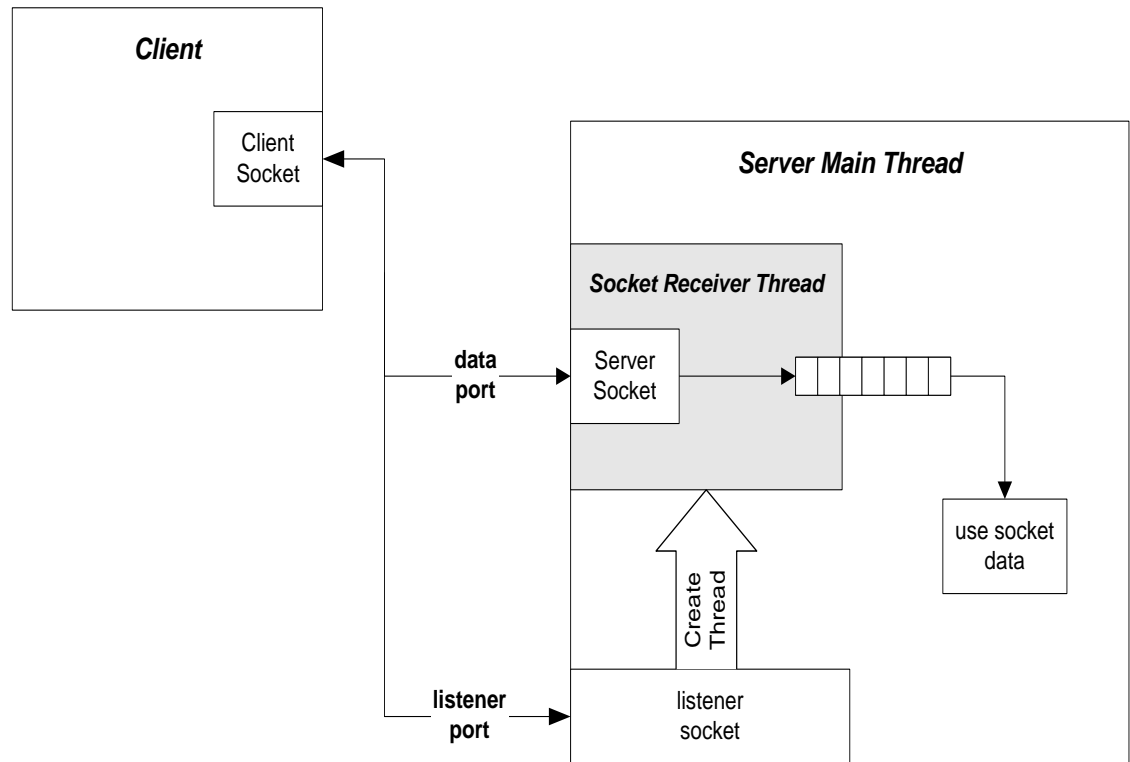 Client
Client
Socket
Server Main Thread
Socket Receiver Thread
data
port
Server
Socket
use socket
data
Create
Thread
listener
port
listener
socket